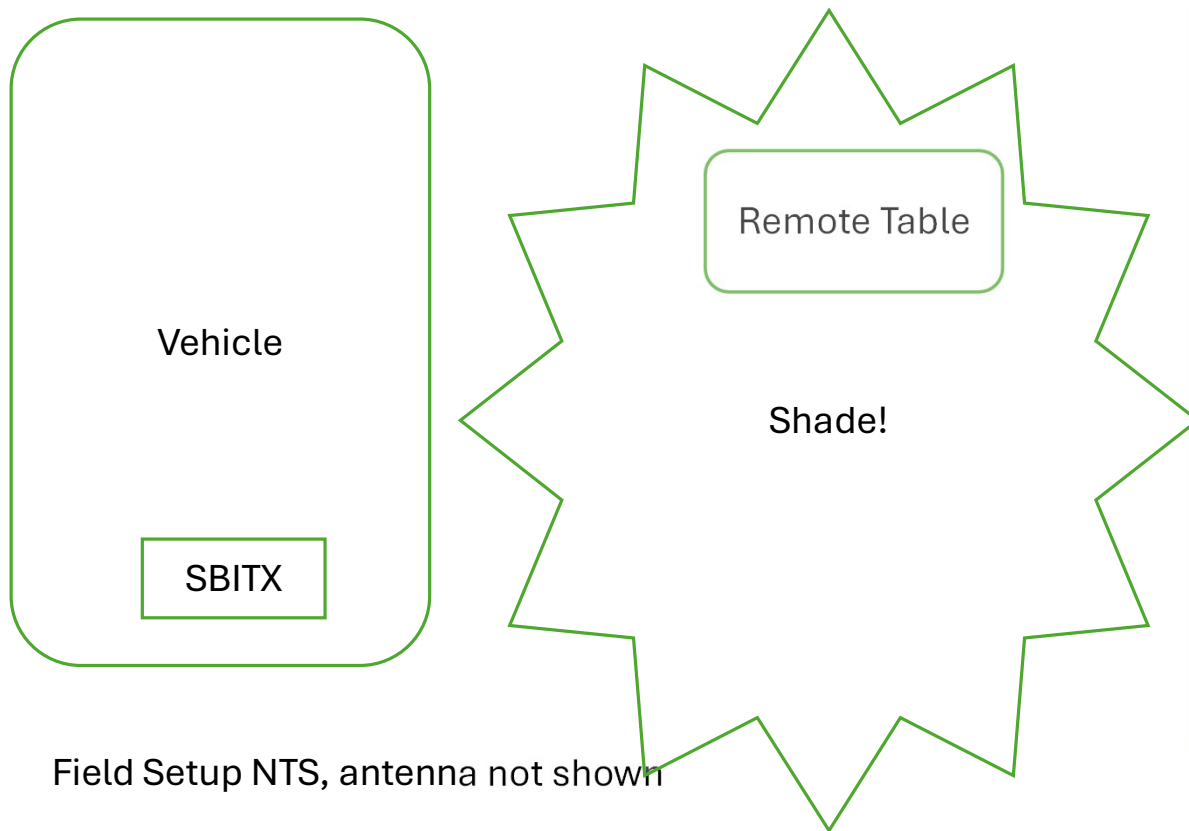 Remote Table
Vehicle
Shade!
SBITX
Field Setup NTS, antenna not shown